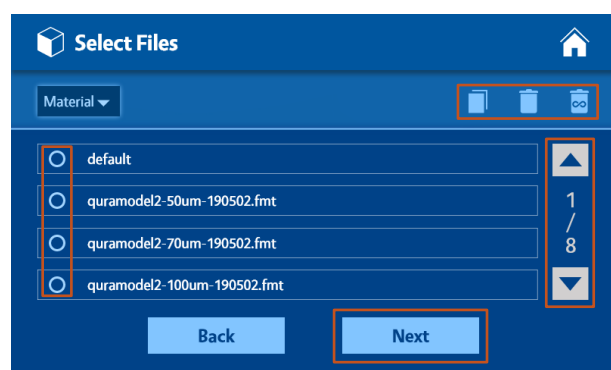 Select Files
Material
default
quramodel2-50um-190502.fmt
quramodel2-70um-190502.fmt
quramodel2-100um-190502.fmt
1
/
8
Back
Next